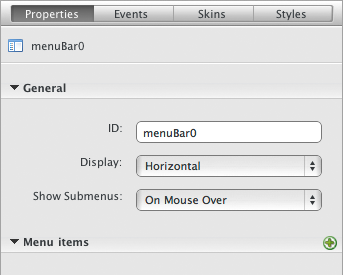 Properties Events Skins Styles
menuBar0
General
ID: menuBar0
Display: Horizontal
Show Submenus: On Mouse Over
Menu items